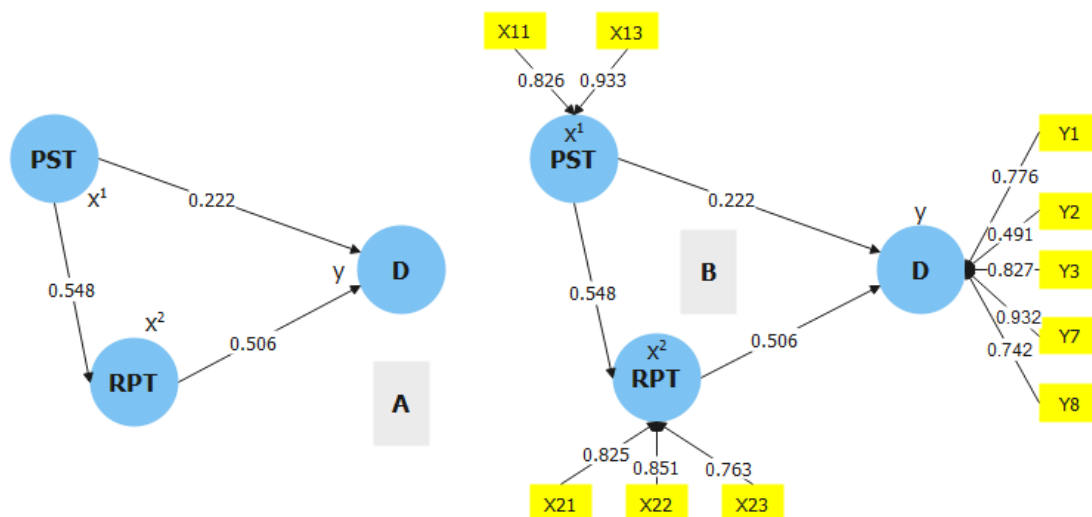 PST
x¹
0.222
0.548
y
D
x²
RPT
0.506
A
X11
X13
0.826
0.933
x¹
PST
0.222
0.548
B
y
D
x²
RPT
0.506
0.825
0.851
0.763
X21
X22
X23
Y1
0.776
Y2
0.491
0.827
Y3
0.932
Y7
0.742
Y8